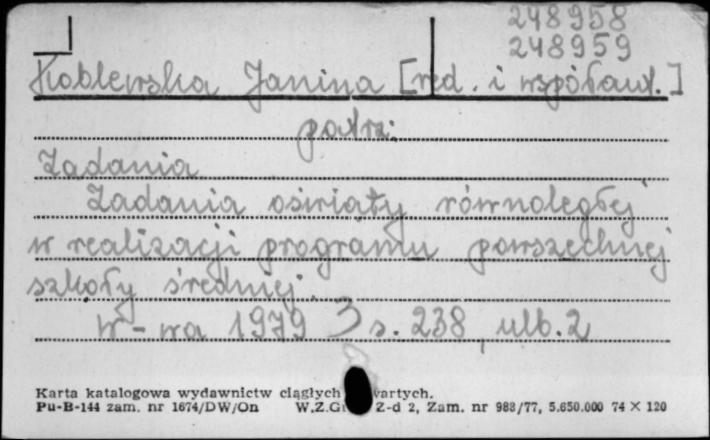 248958
248959
Koblewska Janina [red. i współaut.]
patrz:
Zadania
Zadania oświaty równoległej
w realizacji programu powszechnej
szkoły średniej.
W-wa 1979 s. 238, ulb. 2
Karta katalogowa wydawnictw ciągłych
Pu-B-144 zam. nr 1674/DW/On W.Z.G Z-d 2, Zam. nr 988/77, 5.650.000 74 X 120